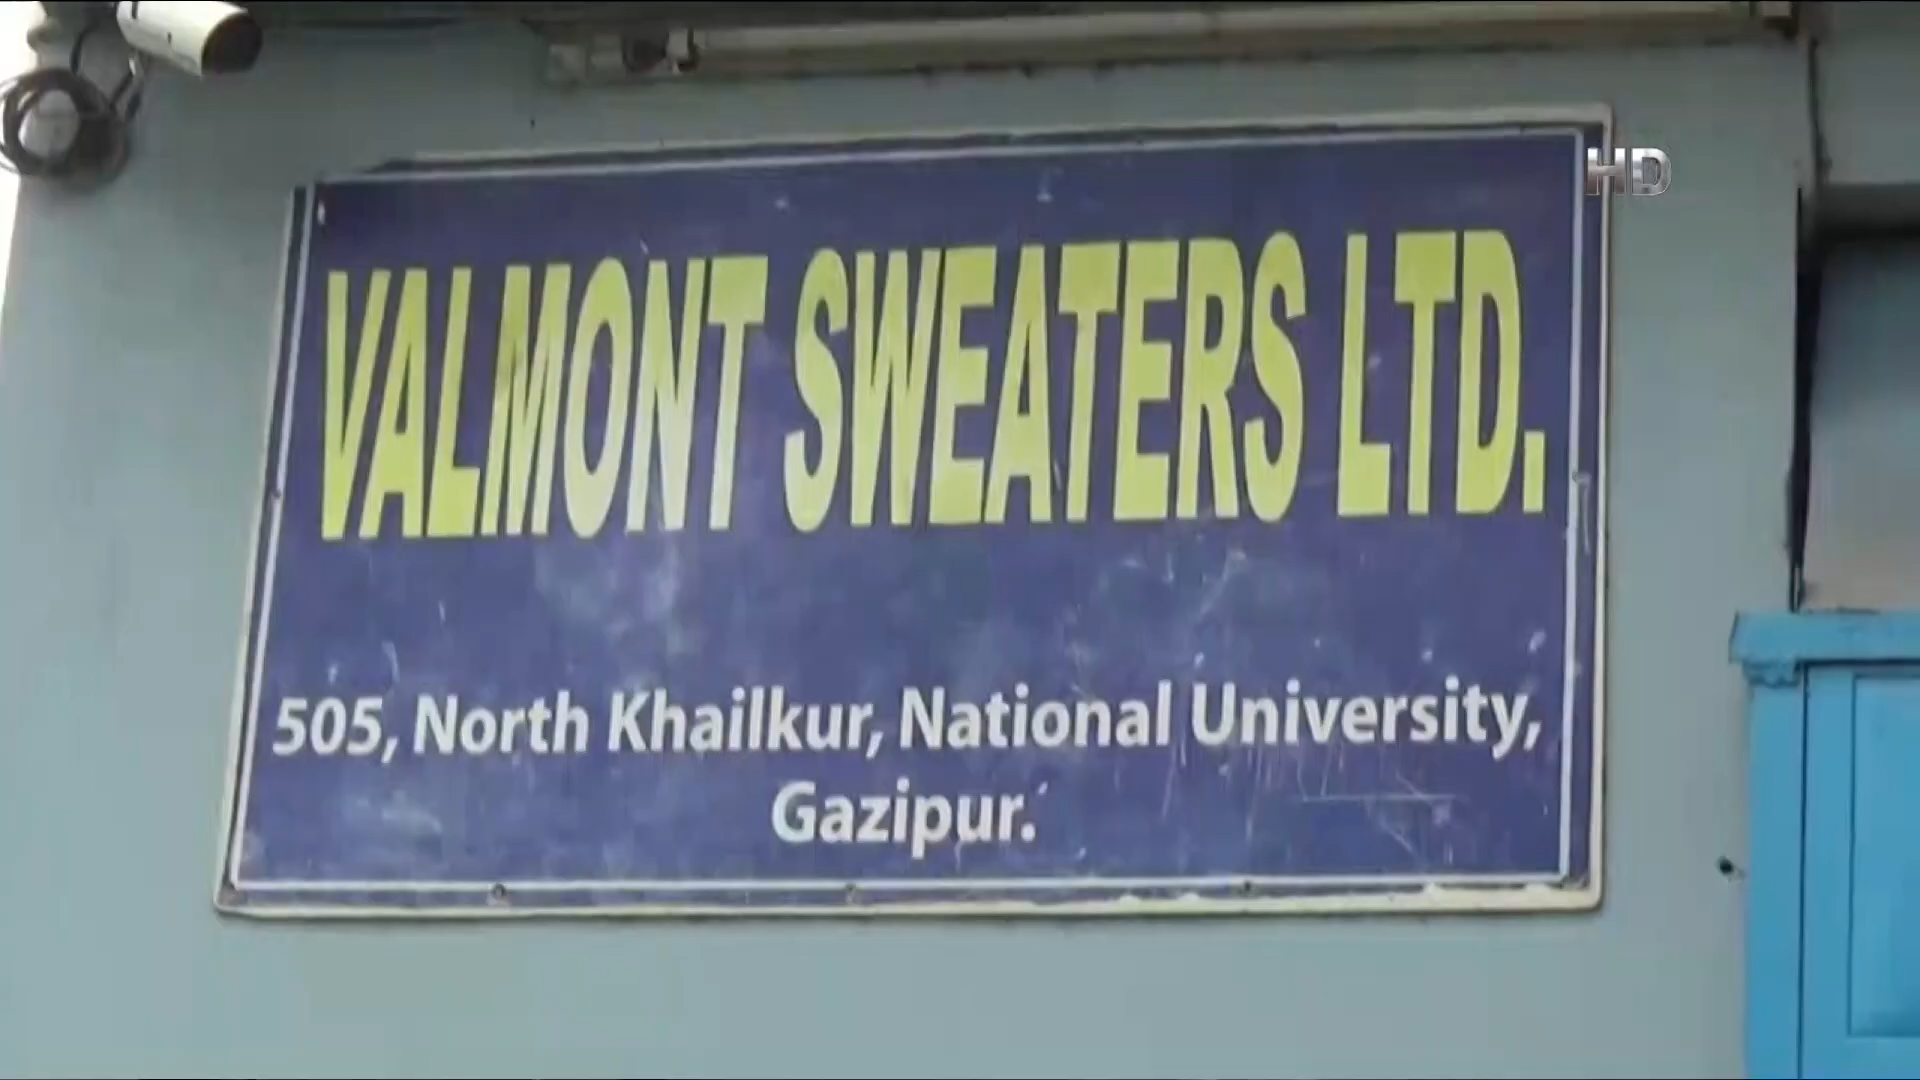 HD
VALMONT SWEATERS LTD.
505, North Khailkur, National University,
Gazipur.